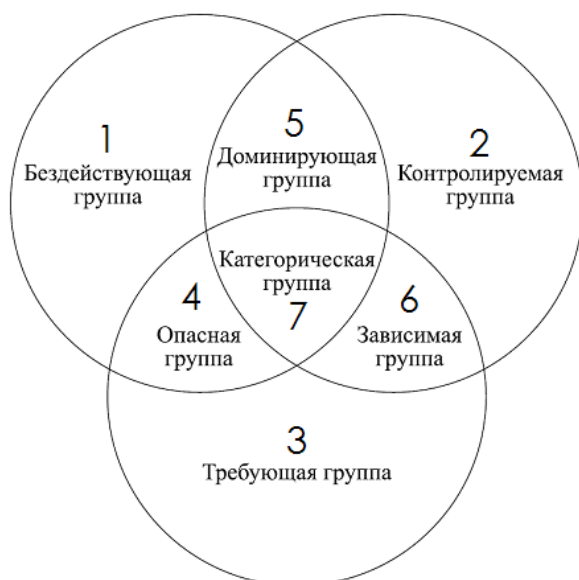 1
Бездействующая
группа
5
Доминирующая
группа
2
Контролируемая
группа
Категорическая
группа
7
4
Опасная
группа
6
Зависимая
группа
3
Требующая группа